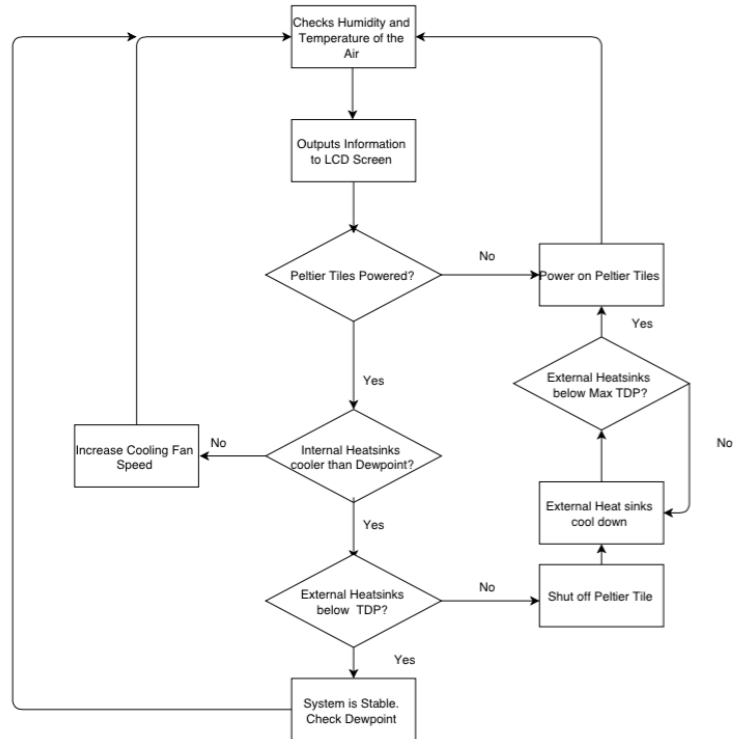 Checks Humidity and
Temperature of the
Air
Outputs Information
to LCD Screen
Peltier Tiles Powered?
No
Power on Peltier Tiles
Yes
External Heatsinks
below Max TDP?
No
Yes
Internal Heatsinks
cooler than Dewpoint?
No
Increase Cooling Fan
Speed
External Heat sinks
cool down
Yes
External Heatsinks
below TDP?
No
Shut off Peltier Tile
Yes
System is Stable.
Check Dewpoint